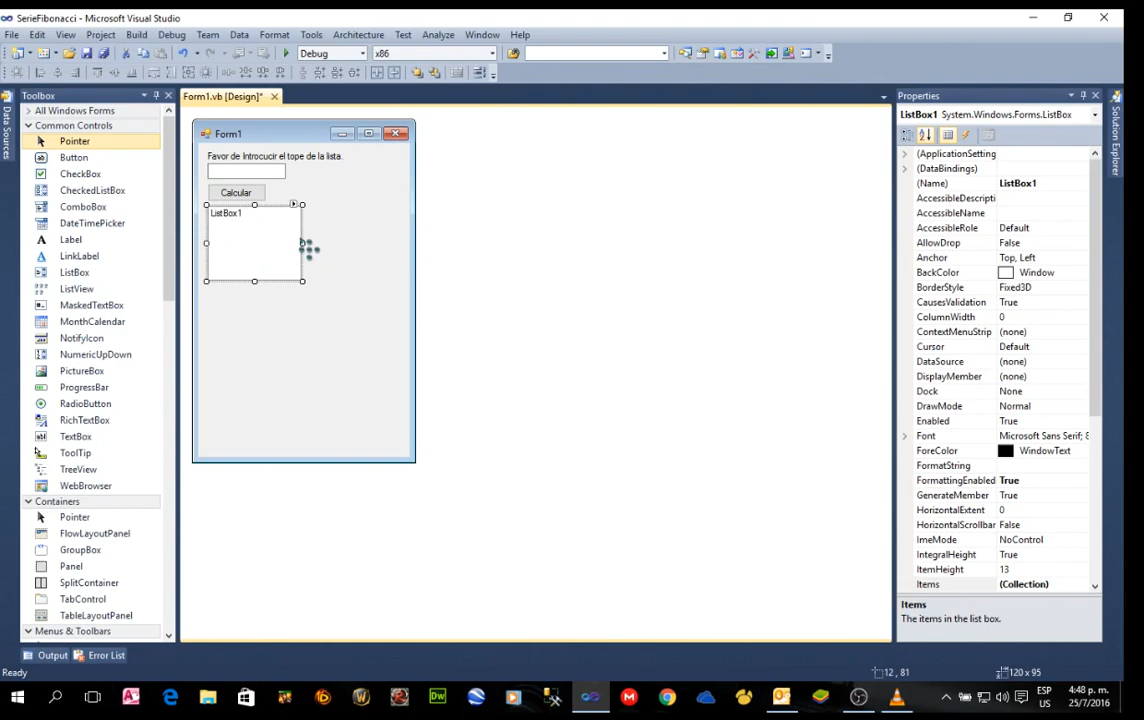 SerieFibonacci - Microsoft Visual Studio
File Edit View Project Build Debug Team Data Format Tools Architecture Test Analyze Window Help
Debug x86
Toolbox
Form1.vb [Design]*
Properties
Data Sources
Solution Explorer
All Windows Forms
Common Controls
Pointer
Button
CheckBox
CheckedListBox
ComboBox
DateTimePicker
Label
LinkLabel
ListBox
ListView
MaskedTextBox
MonthCalendar
NotifyIcon
NumericUpDown
PictureBox
ProgressBar
RadioButton
RichTextBox
TextBox
ToolTip
TreeView
WebBrowser
Containers
Pointer
FlowLayoutPanel
GroupBox
Panel
SplitContainer
TabControl
TableLayoutPanel
Menus & Toolbars
Form1
Favor de Introcucir el tope de la lista.
Calcular
ListBox1
ListBox1 System.Windows.Forms.ListBox
(ApplicationSetting
(DataBindings)
(Name) ListBox1
AccessibleDescripti
AccessibleName
AccessibleRole Default
AllowDrop False
Anchor Top, Left
BackColor Window
BorderStyle Fixed3D
CausesValidation True
ColumnWidth 0
ContextMenuStrip (none)
Cursor Default
DataSource (none)
DisplayMember (none)
Dock None
DrawMode Normal
Enabled True
Font Microsoft Sans Serif; 8
ForeColor WindowText
FormatString
FormattingEnabled True
GenerateMember True
HorizontalExtent 0
HorizontalScrollbar False
ImeMode NoControl
IntegralHeight True
ItemHeight 13
Items (Collection)
Items
The items in the list box.
Output Error List
Ready 12 , 81 120 x 95
ESP 4:48 p. m.
US 25/7/2016